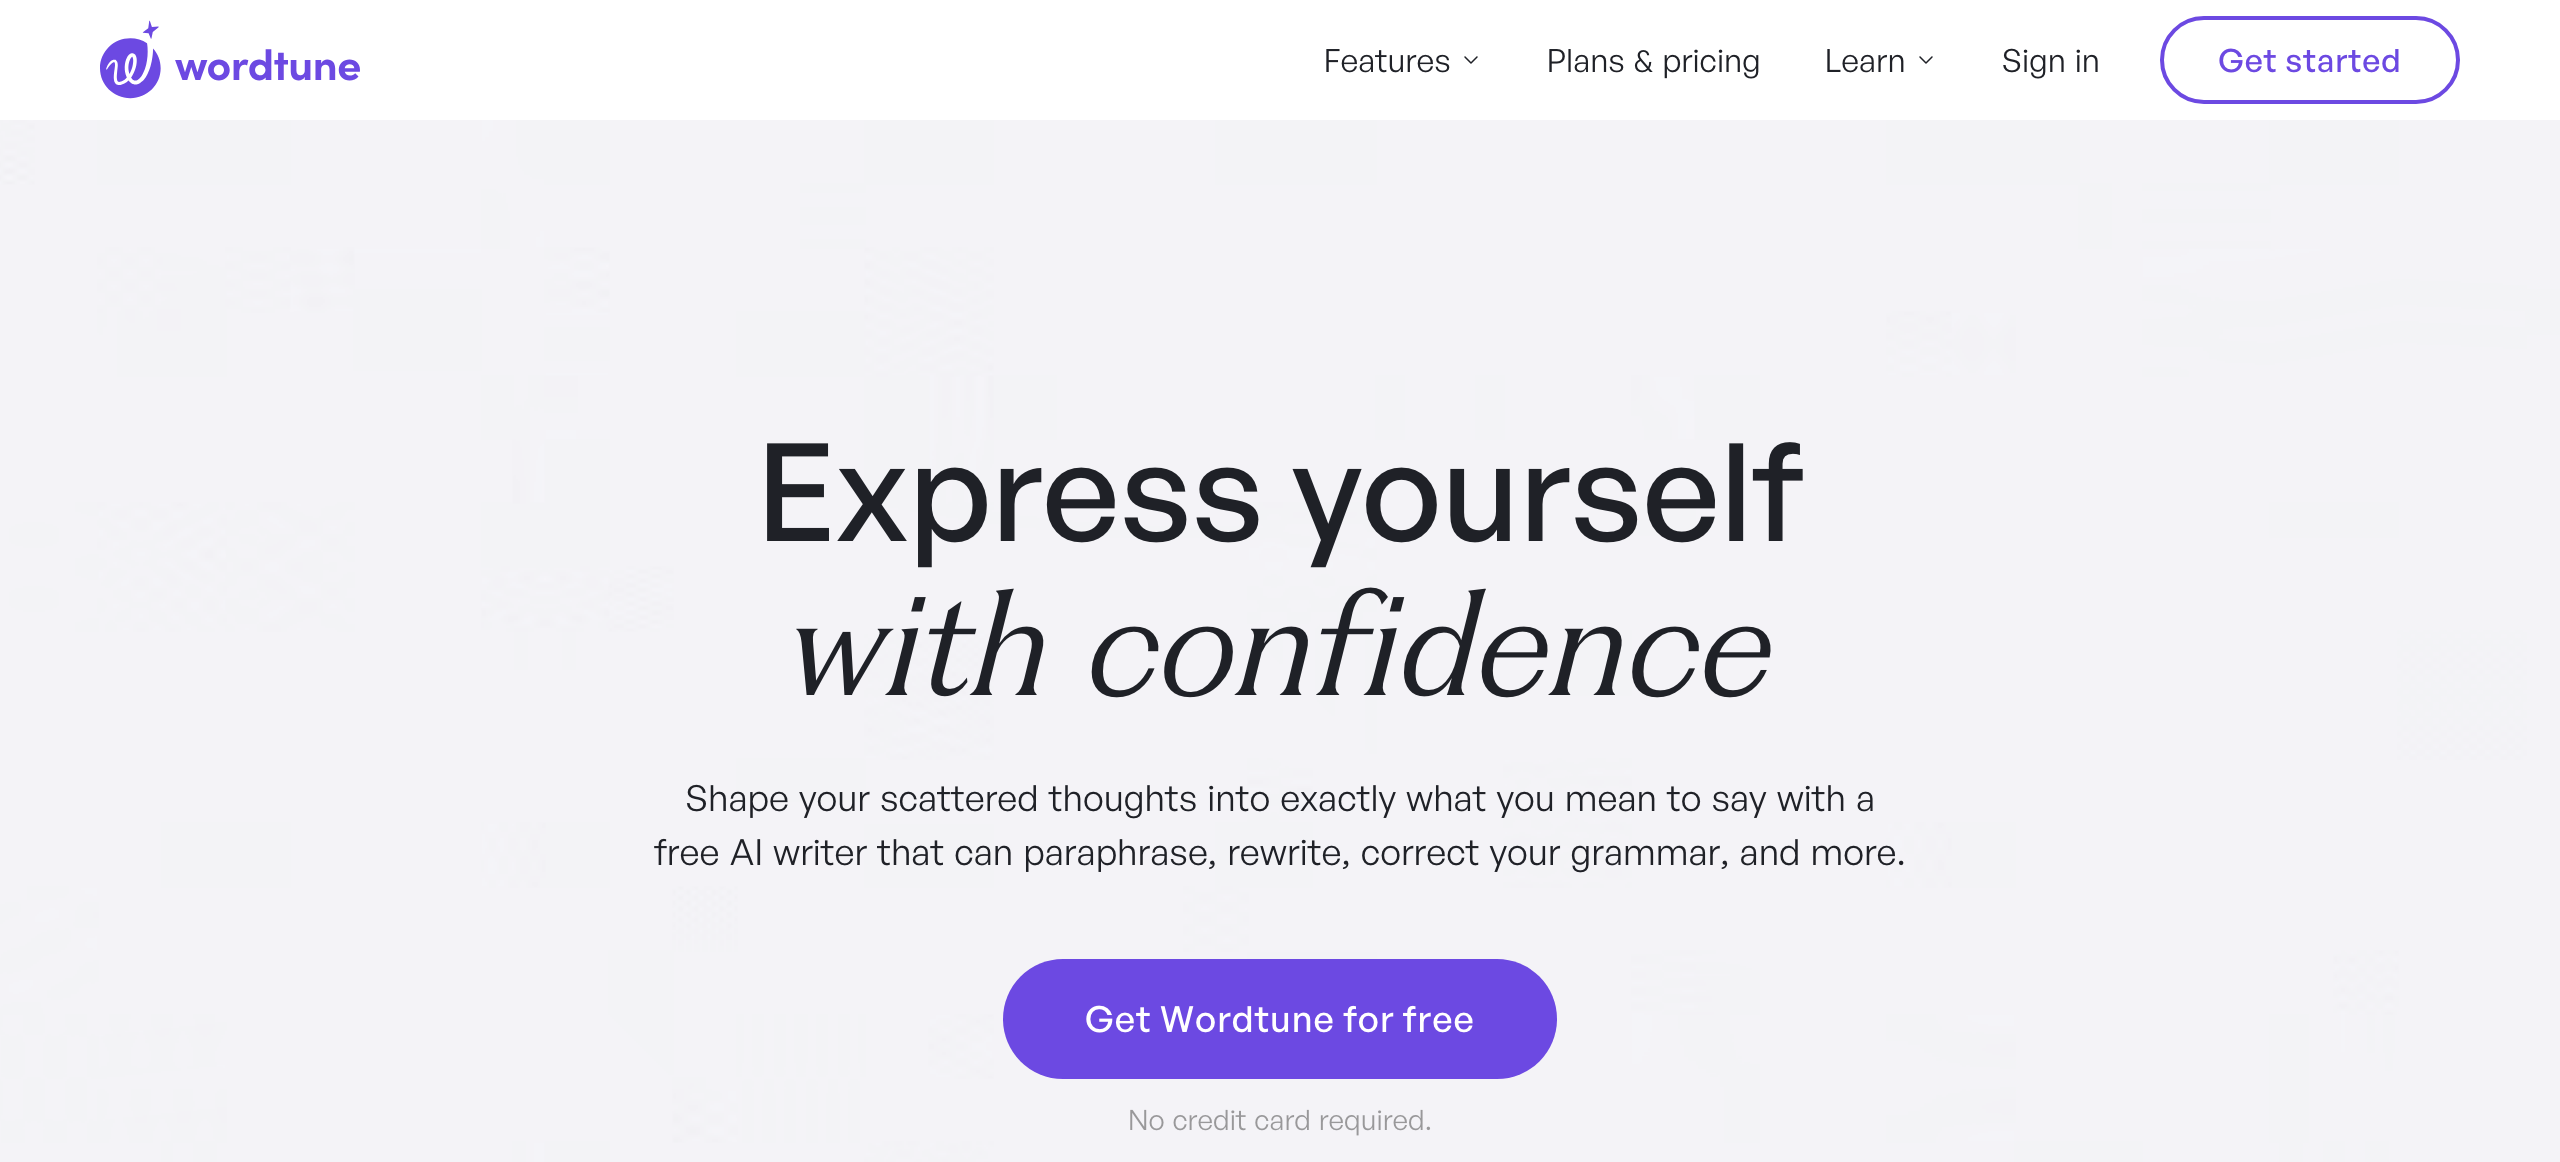 wordtune
Features
Plans & pricing
Learn
Sign in
Get started
Express yourself
with confidence
Shape your scattered thoughts into exactly what you mean to say with a
free AI writer that can paraphrase, rewrite, correct your grammar, and more.
Get Wordtune for free
No credit card required.